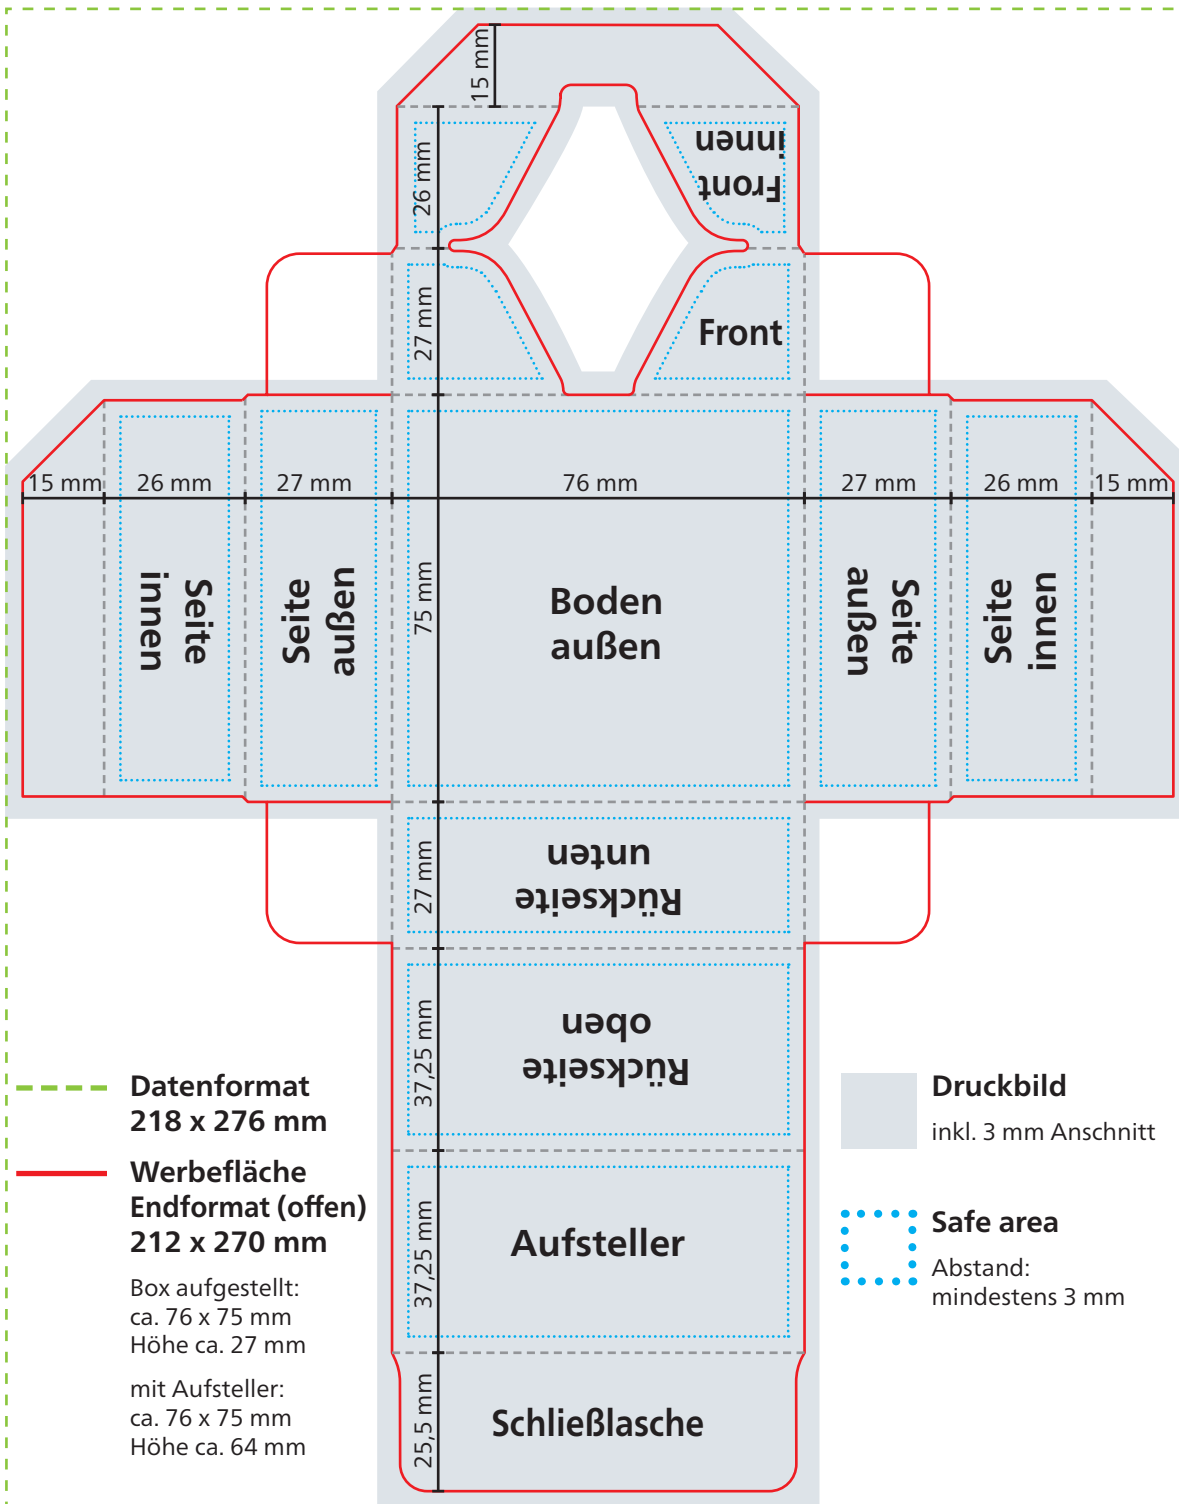 15 mm
26 mm
Front
innen
27 mm
Front
15 mm
26 mm
27 mm
76 mm
27 mm
26 mm
15 mm
75 mm
Seite
innen
Seite
außen
Boden
außen
Seite
außen
Seite
innen
27 mm
Rückseite
unten
37,25 mm
Rückseite
oben
37,25 mm
Aufsteller
25,5 mm
Schließlasche
Datenformat
218 x 276 mm
Werbefläche
Endformat (offen)
212 x 270 mm
Box aufgestellt:
ca. 76 x 75 mm
Höhe ca. 27 mm
mit Aufsteller:
ca. 76 x 75 mm
Höhe ca. 64 mm
Druckbild
inkl. 3 mm Anschnitt
Safe area
Abstand:
mindestens 3 mm